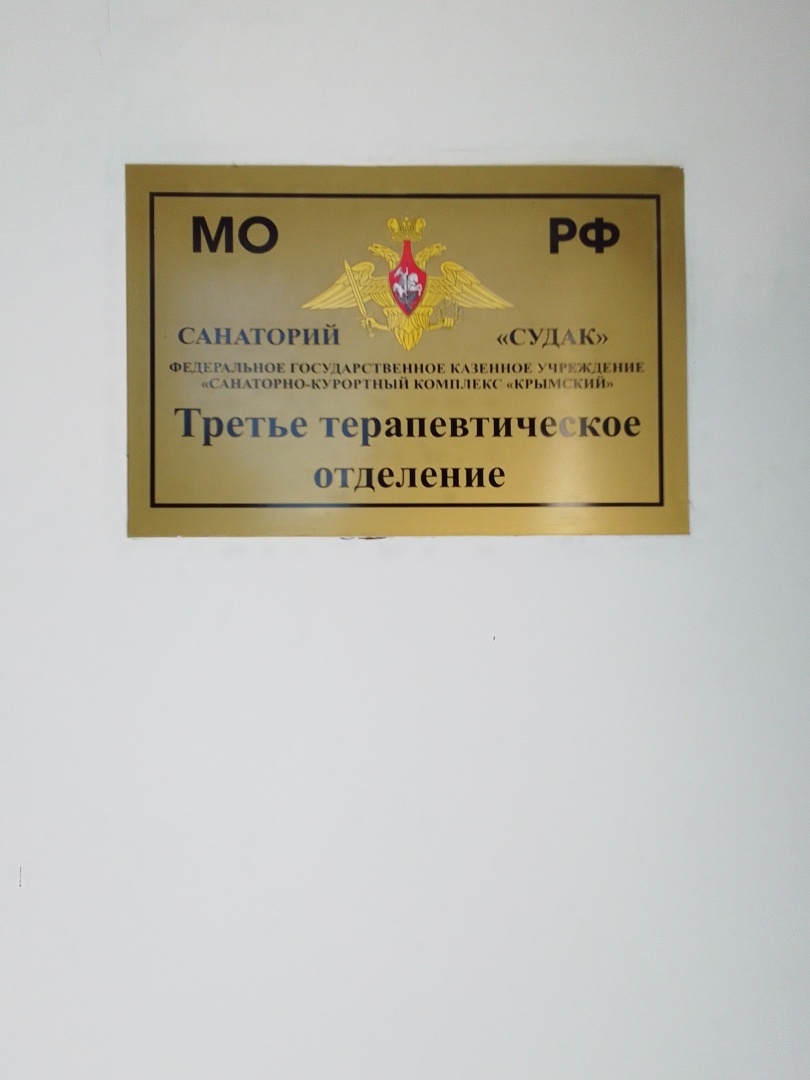 МО РФ
САНАТОРИЙ «СУДАК»
ФЕДЕРАЛЬНОЕ ГОСУДАРСТВЕННОЕ КАЗЕННОЕ УЧРЕЖДЕНИЕ
«САНАТОРНО-КУРОРТНЫЙ КОМПЛЕКС «КРЫМСКИЙ»
Третье терапевтическое
отделение